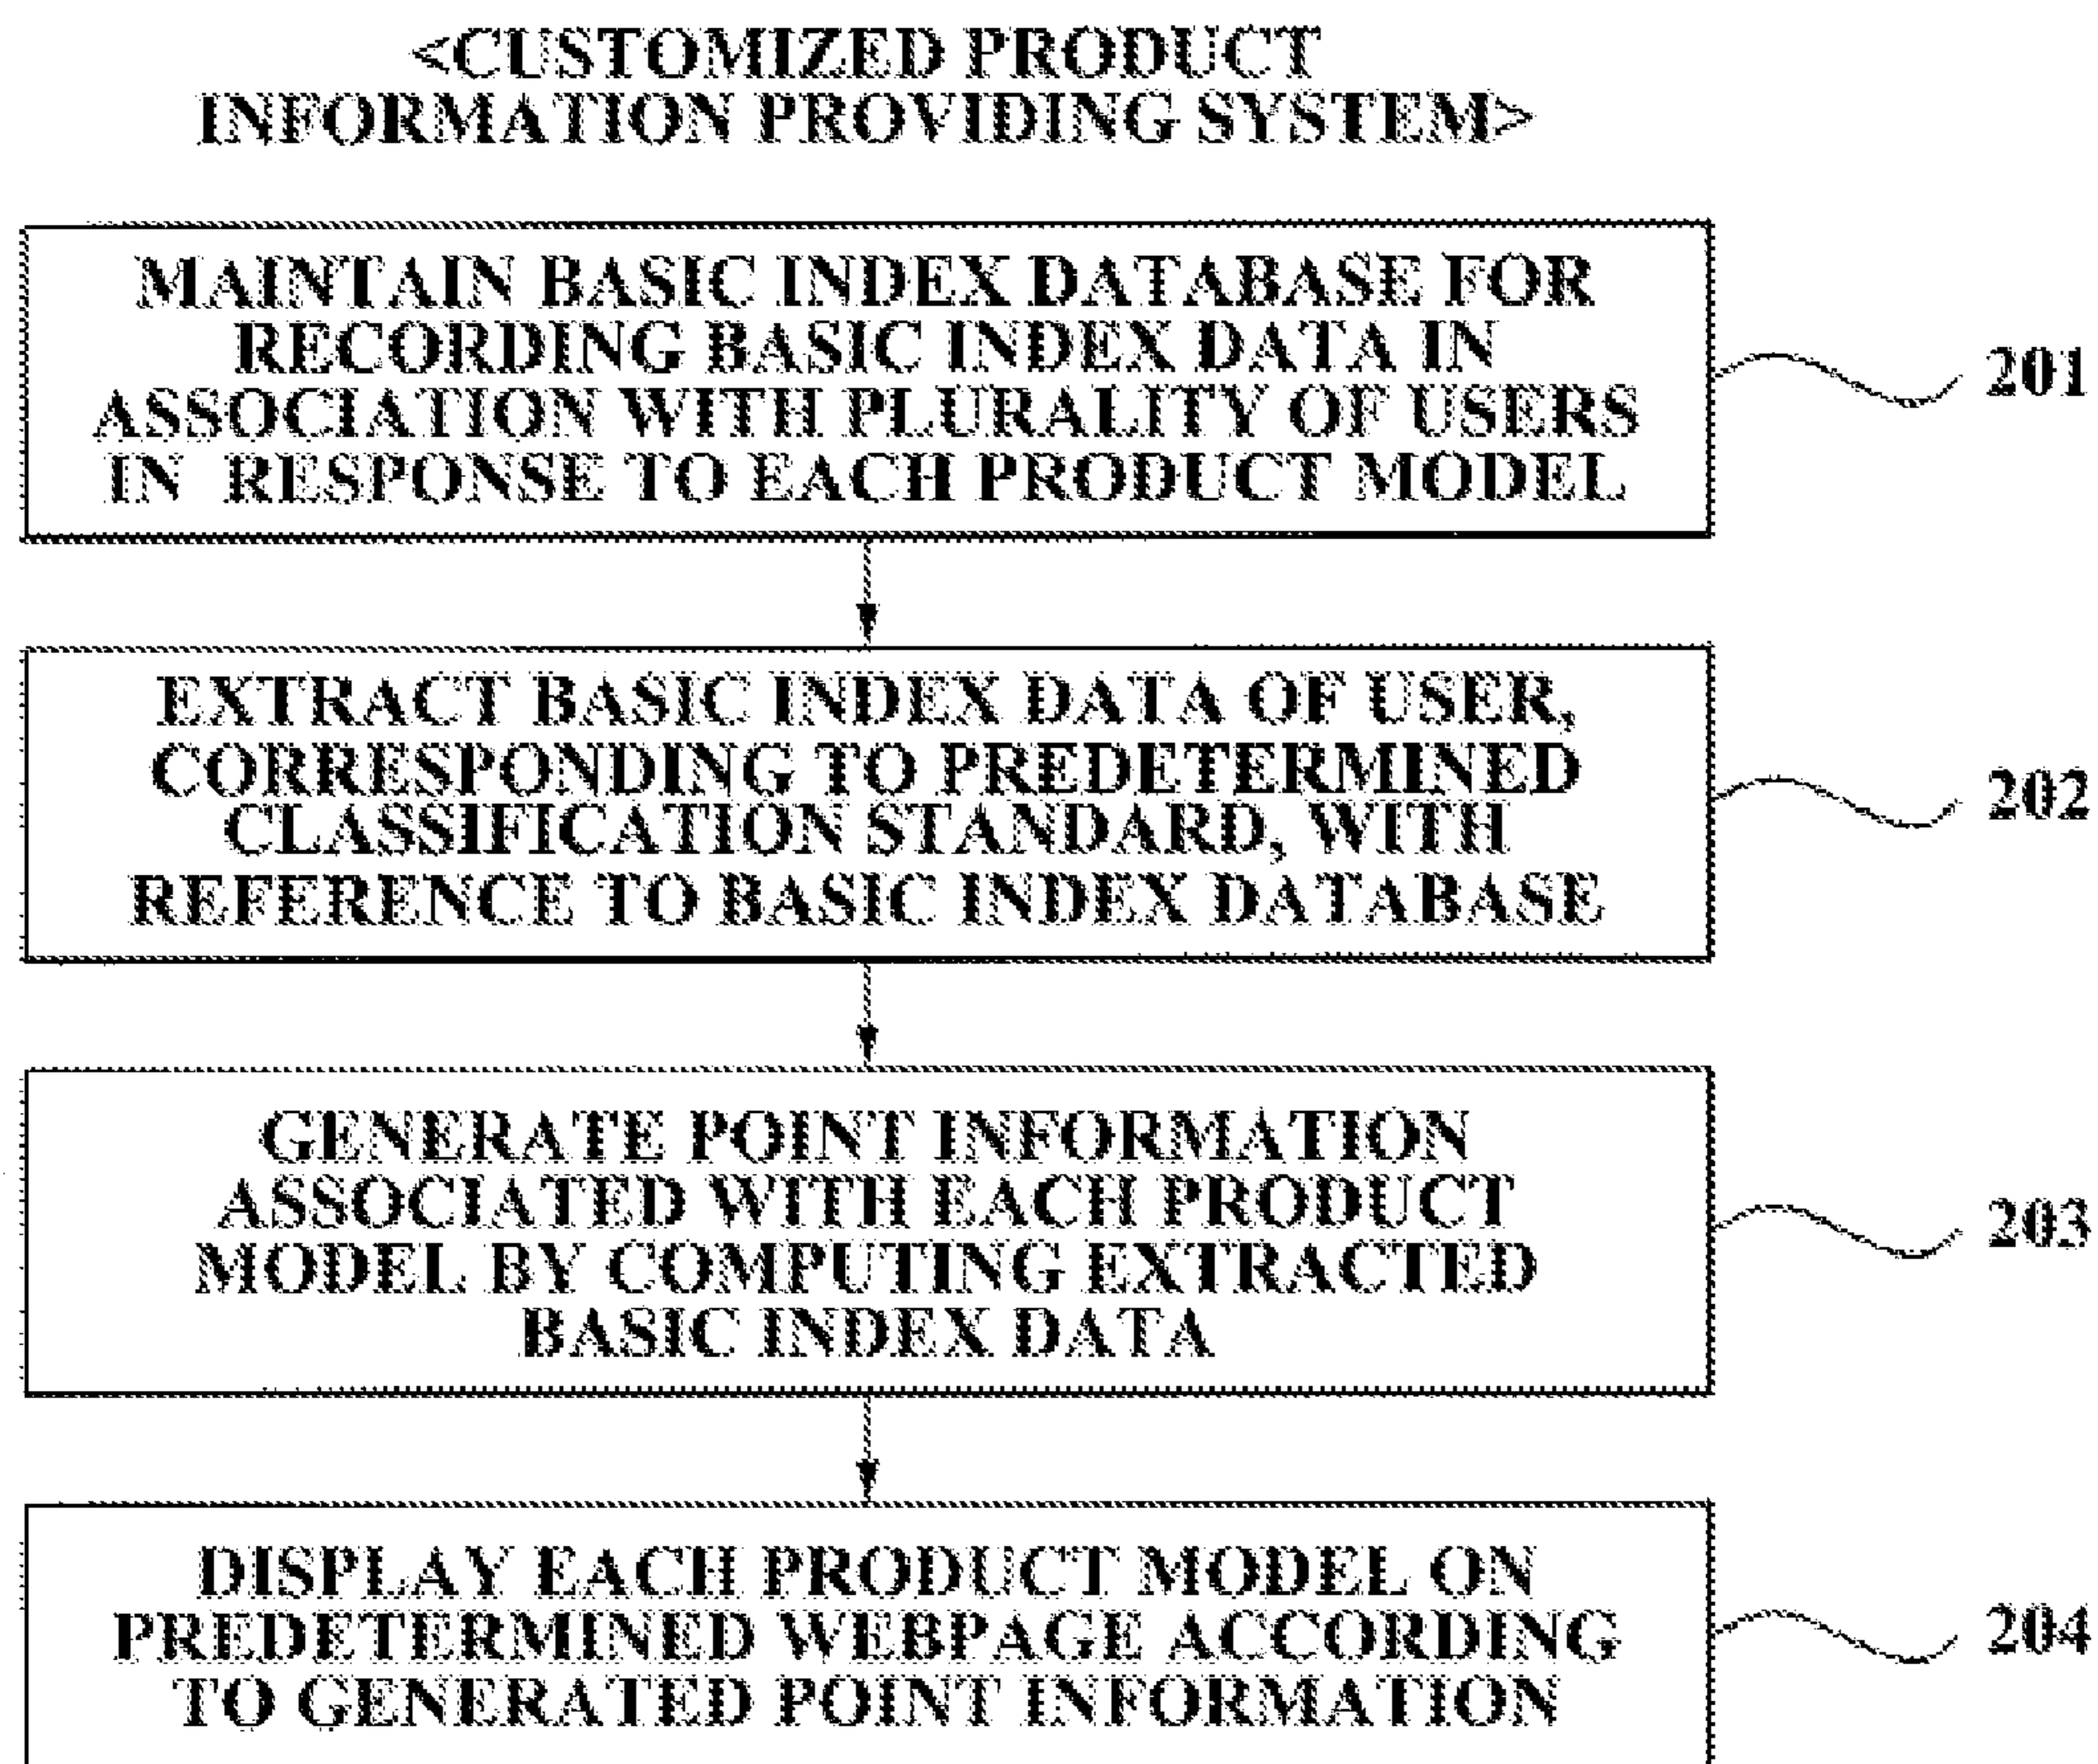 <CUSTOMIZED PRODUCT
INFORMATION PROVIDING SYSTEM>
MAINTAIN BASIC INDEX DATABASE FOR
RECORDING BASIC INDEX DATA IN
ASSOCIATION WITH PLURALITY OF USERS
IN RESPONSE TO EACH PRODUCT MODEL
201
EXTRACT BASIC INDEX DATA OF USER,
CORRESPONDING TO PREDETERMINED
CLASSIFICATION STANDARD, WITH
REFERENCE TO BASIC INDEX DATABASE
202
GENERATE POINT INFORMATION
ASSOCIATED WITH EACH PRODUCT
MODEL BY COMPUTING EXTRACTED
BASIC INDEX DATA
203
DISPLAY EACH PRODUCT MODEL ON
PREDETERMINED WEBPAGE ACCORDING
TO GENERATED POINT INFORMATION
204